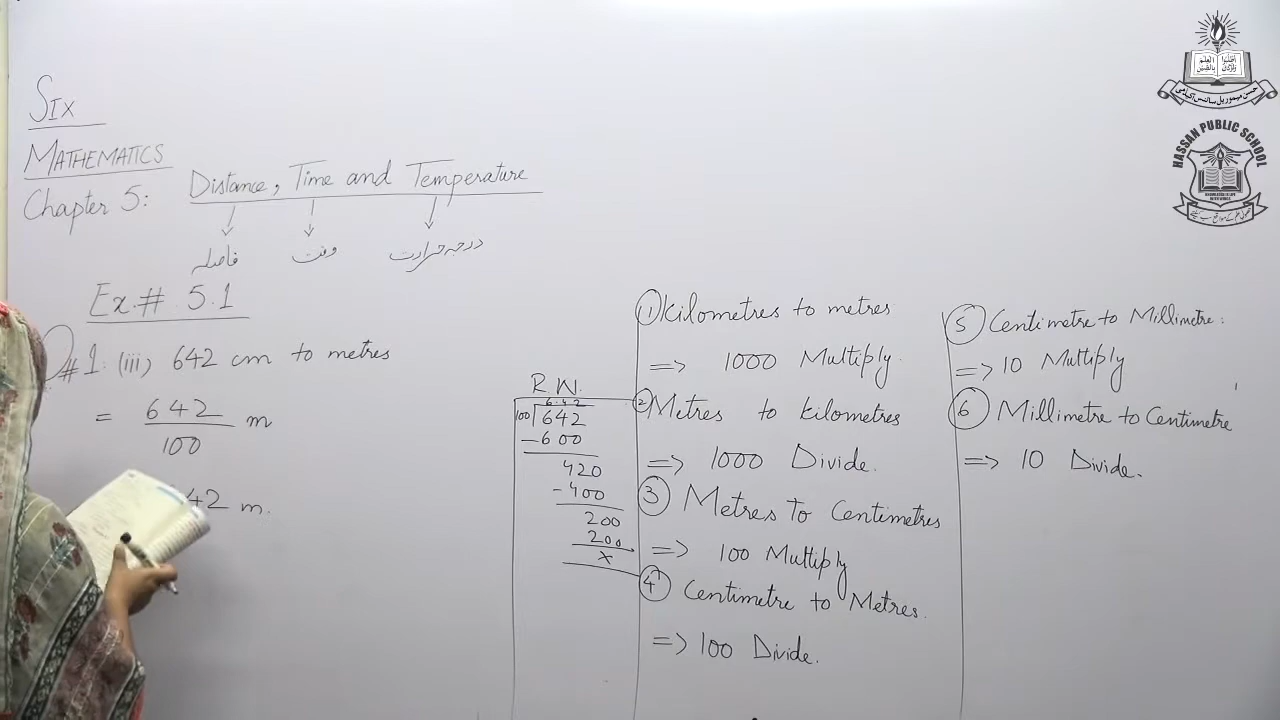 SIX
MATHEMATICS
Chapter 5: Distance, Time and Temperature
فاصلہ وقت درجہ حرارت
Ex.# 5.1
Q#1: (iii) 642 cm to metres
= 642 m
100
42 m.
R.W.
6.42
100 642
-600
420
-400
200
200
x
① Kilometres to metres
=> 1000 Multiply.
② Metres to kilometres
=> 1000 Divide.
③ Metres To Centimetres
=> 100 Multiply
④ Centimetre to Metres.
=> 100 Divide.
⑤ Centimetre to Millimetre.
=> 10 Multiply
⑥ Millimetre to Centimetre
=> 10 Divide.
HASSAN PUBLIC SCHOOL